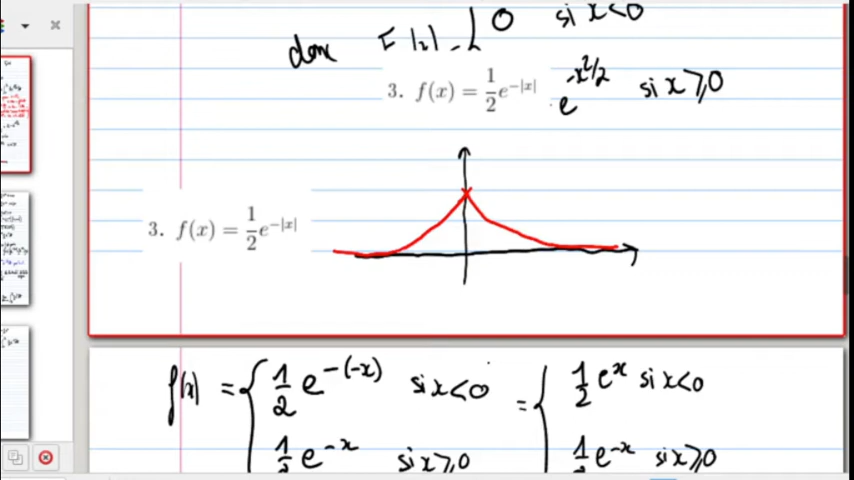 0 si x<0
donc
3. f(x) = 1/2 e^{-|x|} e^{-x²/2} si x⩾0
3. f(x) = 1/2 e^{-|x|}
f(x) = { 1/2 e^{-(-x)} si x<0 = { 1/2 e^x si x<0
1/2 e^{-x} si x⩾0 1/2 e^{-x} si x⩾0